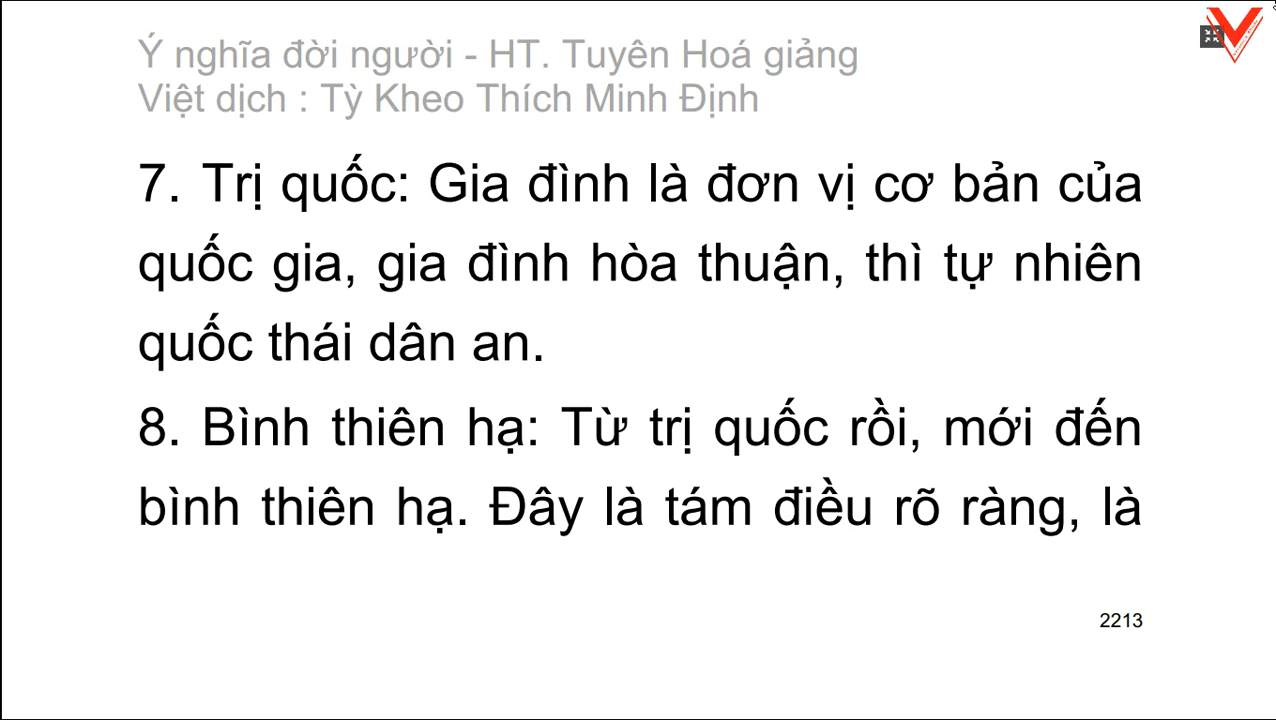 Ý nghĩa đời người - HT. Tuyên Hoá giảng
Việt dịch : Tỳ Kheo Thích Minh Định
7. Trị quốc: Gia đình là đơn vị cơ bản của
quốc gia, gia đình hòa thuận, thì tự nhiên
quốc thái dân an.
8. Bình thiên hạ: Từ trị quốc rồi, mới đến
bình thiên hạ. Đây là tám điều rõ ràng, là
2213